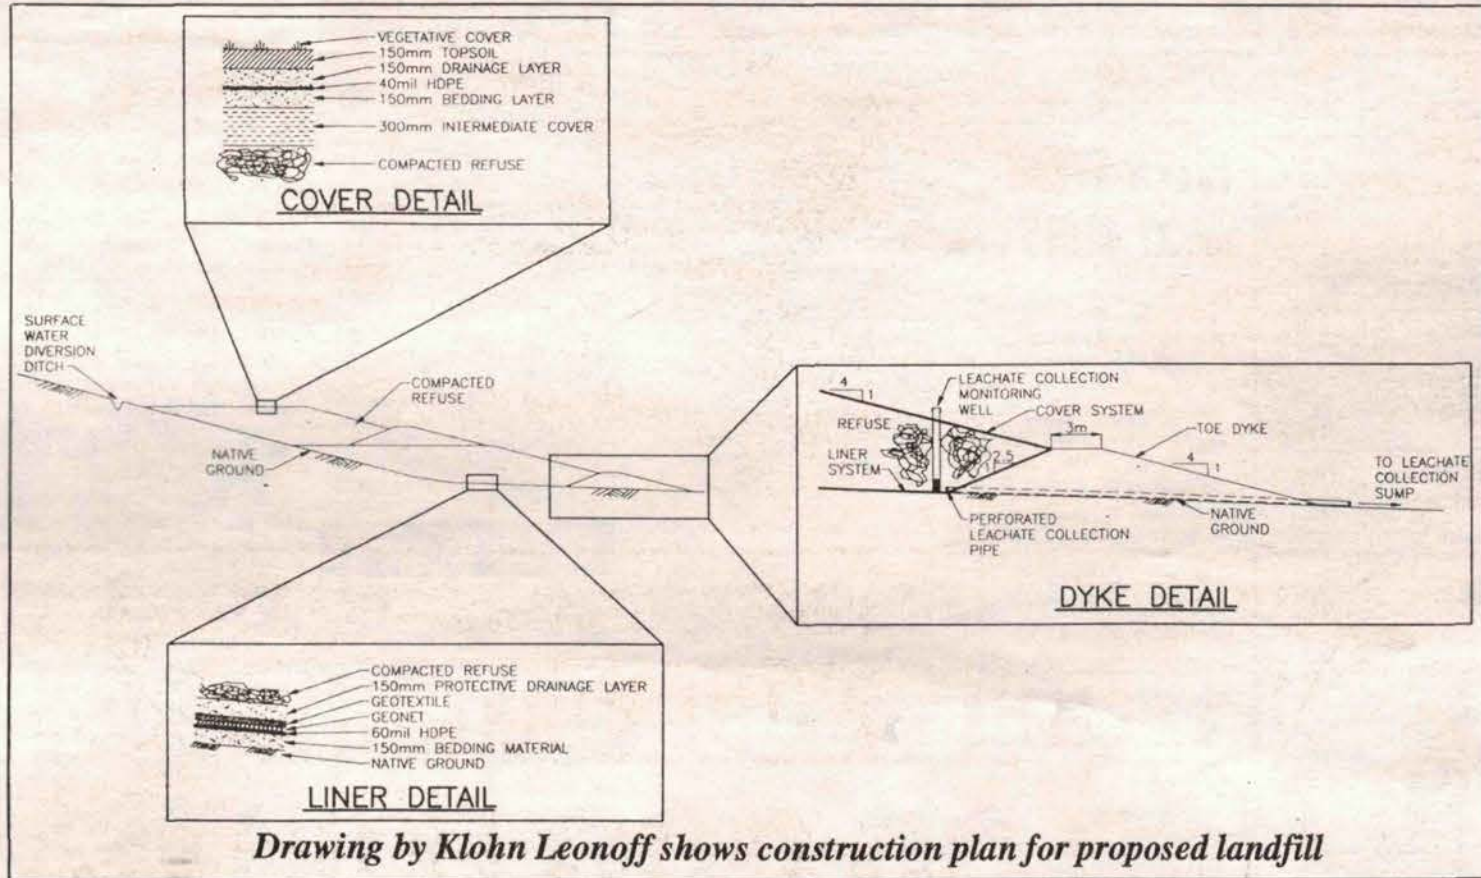 VEGETATIVE COVER
150mm TOPSOIL
150mm DRAINAGE LAYER
40mil HDPE
150mm BEDDING LAYER
300mm INTERMEDIATE COVER
COMPACTED REFUSE
COVER DETAIL
SURFACE
WATER
DIVERSION
DITCH
COMPACTED
REFUSE
NATIVE
GROUND
4
1
LEACHATE COLLECTION
MONITORING
WELL
COVER SYSTEM
REFUSE
3m
TOE DYKE
LINER
SYSTEM
2.5
1
4
1
TO LEACHATE
COLLECTION
SUMP
PERFORATED
LEACHATE COLLECTION
PIPE
NATIVE
GROUND
DYKE DETAIL
COMPACTED REFUSE
150mm PROTECTIVE DRAINAGE LAYER
GEOTEXTILE
GEONET
60mil HDPE
150mm BEDDING MATERIAL
NATIVE GROUND
LINER DETAIL
Drawing by Klohn Leonoff shows construction plan for proposed landfill